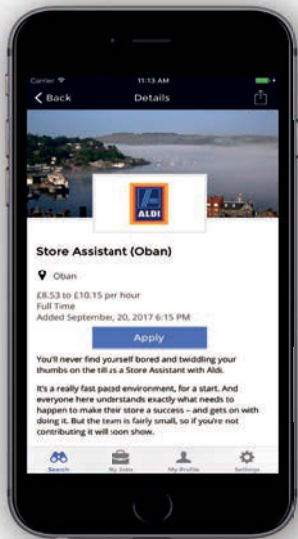 Carrier 11:13 AM
Back Details
ALDI
Store Assistant (Oban)
Oban
£8.53 to £10.15 per hour
Full Time
Added September, 20, 2017 6:15 PM
Apply
You'll never find yourself bored and twiddling your
thumbs on the till as a Store Assistant with Aldi.
It's a really fast paced environment, for a start. And
everyone here understands exactly what needs to
happen to make their store a success – and gets on with
doing it. But the team is fairly small, so if you're not
contributing it will soon show.
Search My Jobs My Profile Settings